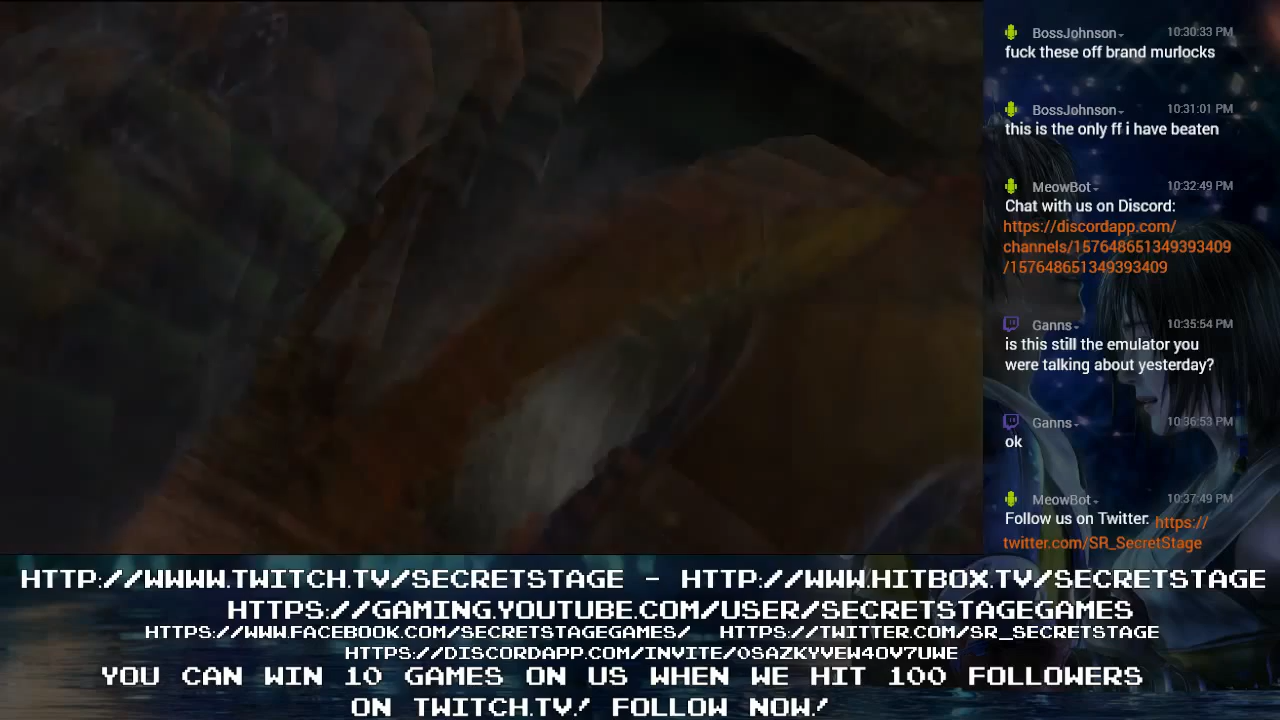 BossJohnson 10:30:33 PM
fuck these off brand murlocks
BossJohnson 10:31:01 PM
this is the only ff i have beaten
MeowBot 10:32:49 PM
Chat with us on Discord:
https://discordapp.com/
channels/157648651349393409
/157648651349393409
Ganns 10:35:54 PM
is this still the emulator you
were talking about yesterday?
Ganns 10:36:53 PM
ok
MeowBot 10:37:49 PM
Follow us on Twitter: https://
twitter.com/SR_SecretStage
HTTP://WWWW.TWITCH.TV/SECRETSTAGE - HTTP://WWW.HITBOX.TV/SECRETSTAGE
HTTPS://GAMING.YOUTUBE.COM/USER/SECRETSTAGEGAMES
HTTPS://WWW.FACEBOOK.COM/SECRETSTAGEGAMES/ HTTPS://TWITTER.COM/SR_SECRETSTAGE
HTTPS://DISCORDAPP.COM/INVITE/0SAZKYVEW4OV7UWE
YOU CAN WIN 10 GAMES ON US WHEN WE HIT 100 FOLLOWERS
ON TWITCH.TV! FOLLOW NOW!